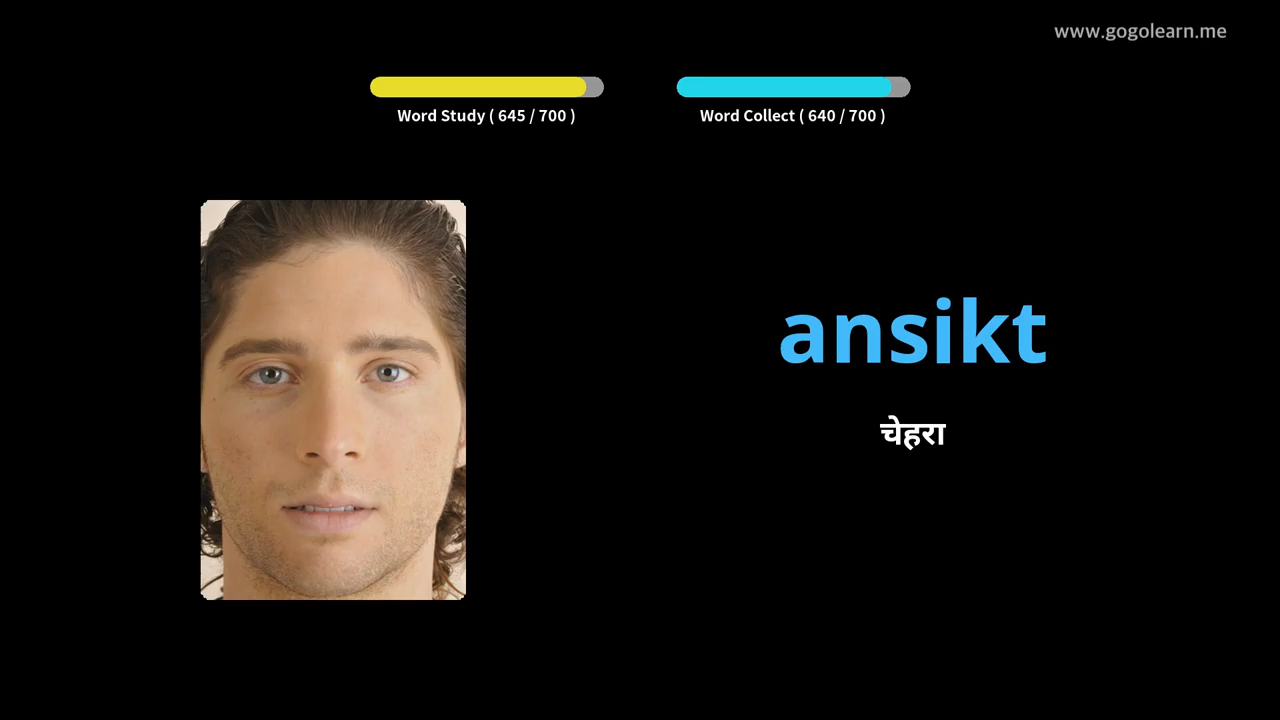 www.gogolearn.me
Word Study ( 645 / 700 )
Word Collect ( 640 / 700 )
ansikt
चेहरा